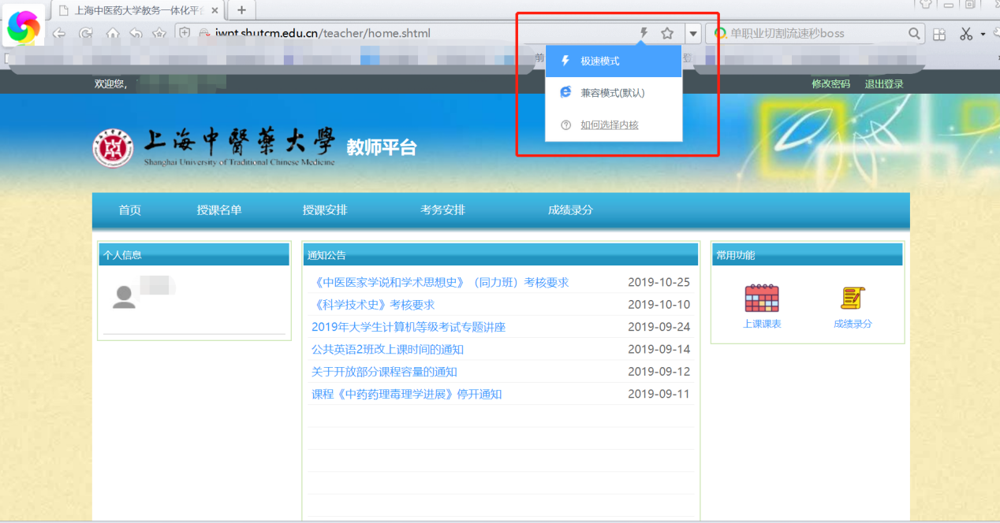 上海中医药大学教务一体化平台
jwpt.shutcm.edu.cn/teacher/home.shtml
单职业切割流速秒boss
前
登
极速模式
兼容模式(默认)
如何选择内核
欢迎您,
修改密码 退出登录
上海中醫藥大學 教师平台
Shanghai University of Traditional Chinese Medicine
首页 授课名单 授课安排 考务安排 成绩录分
个人信息
通知公告
《中医医家学说和学术思想史》（同力班）考核要求 2019-10-25
《科学技术史》考核要求 2019-10-10
2019年大学生计算机等级考试专题讲座 2019-09-24
公共英语2班改上课时间的通知 2019-09-14
关于开放部分课程容量的通知 2019-09-12
课程《中药药理毒理学进展》停开通知 2019-09-11
常用功能
上课课表 成绩录分